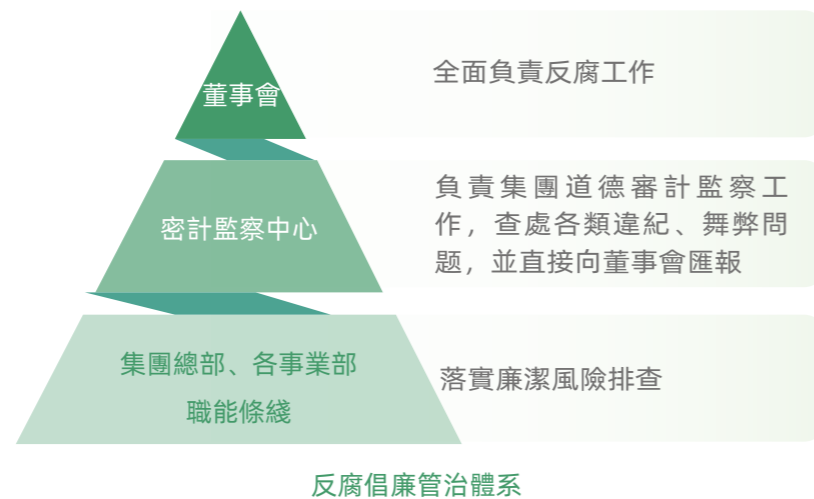 董事會
全面負責反腐工作
密計監察中心
負責集團道德審計監察工
作，查處各類違紀、舞弊問
題，並直接向董事會匯報
集團總部、各事業部
職能條綫
落實廉潔風險排查
反腐倡廉管治體系